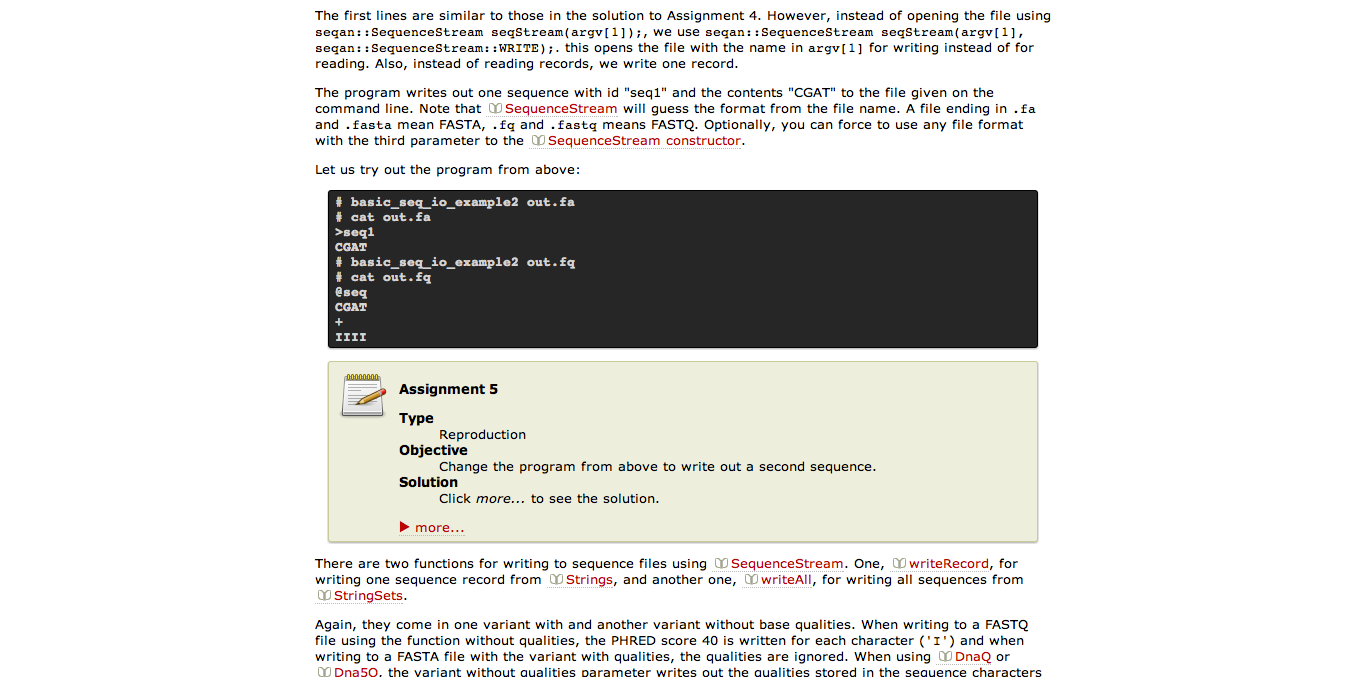 The first lines are similar to those in the solution to Assignment 4. However, instead of opening the file using
seqan::SequenceStream seqStream(argv[1]);, we use seqan::SequenceStream seqStream(argv[1],
seqan::SequenceStream::WRITE);. this opens the file with the name in argv[1] for writing instead of for
reading. Also, instead of reading records, we write one record.
The program writes out one sequence with id "seq1" and the contents "CGAT" to the file given on the
command line. Note that SequenceStream will guess the format from the file name. A file ending in .fa
and .fasta mean FASTA, .fq and .fastq means FASTQ. Optionally, you can force to use any file format
with the third parameter to the SequenceStream constructor.
Let us try out the program from above:
# basic_seq_io_example2 out.fa
# cat out.fa
>seq1
CGAT
# basic_seq_io_example2 out.fq
# cat out.fq
@seq
CGAT
+
IIII
Assignment 5
Type
Reproduction
Objective
Change the program from above to write out a second sequence.
Solution
Click more... to see the solution.
more...
There are two functions for writing to sequence files using SequenceStream. One, writeRecord, for
writing one sequence record from Strings, and another one, writeAll, for writing all sequences from
StringSets.
Again, they come in one variant with and another variant without base qualities. When writing to a FASTQ
file using the function without qualities, the PHRED score 40 is written for each character ('I') and when
writing to a FASTA file with the variant with qualities, the qualities are ignored. When using DnaQ or
Dna5Q, the variant without qualities parameter writes out the qualities stored in the sequence characters